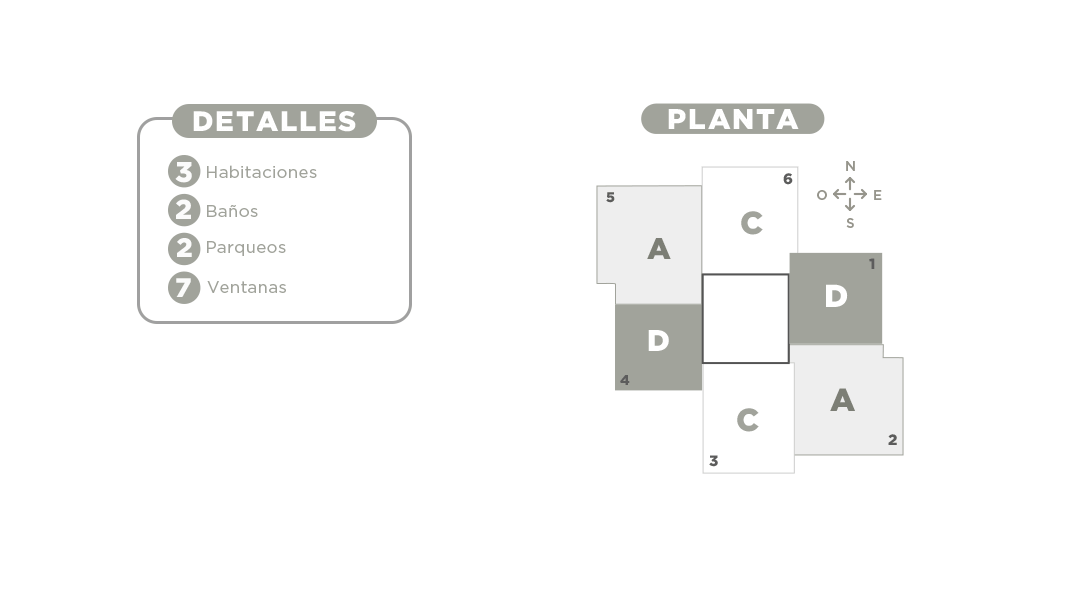 DETALLES
3 Habitaciones
2 Baños
2 Parqueos
7 Ventanas
PLANTA
N
O E
S
6
C
5
A
1
D
D
4
C
3
A
2